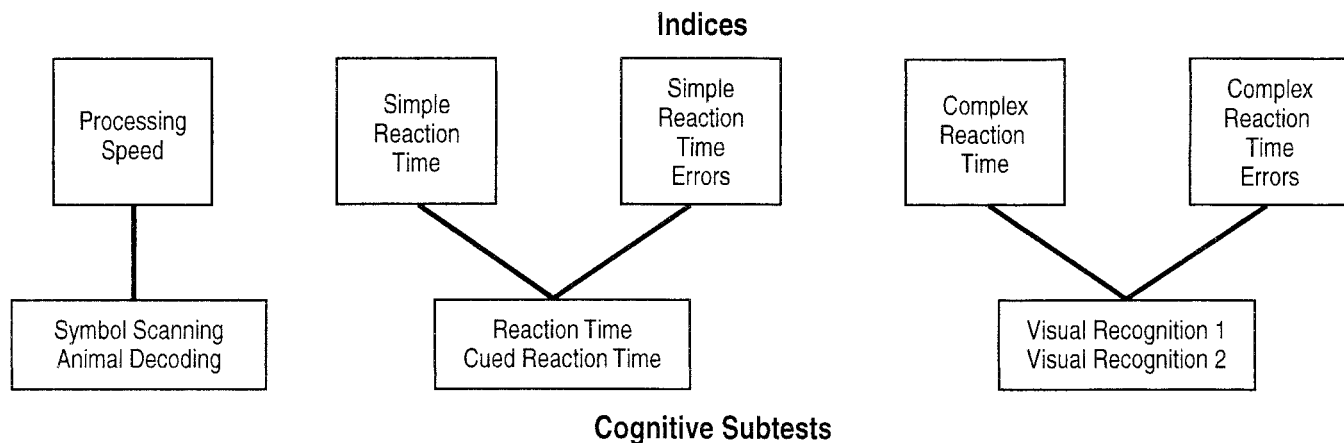 Indices
Processing
Speed
Simple
Reaction
Time
Simple
Reaction
Time
Errors
Complex
Reaction
Time
Complex
Reaction
Time
Errors
Symbol Scanning
Animal Decoding
Reaction Time
Cued Reaction Time
Visual Recognition 1
Visual Recognition 2
Cognitive Subtests